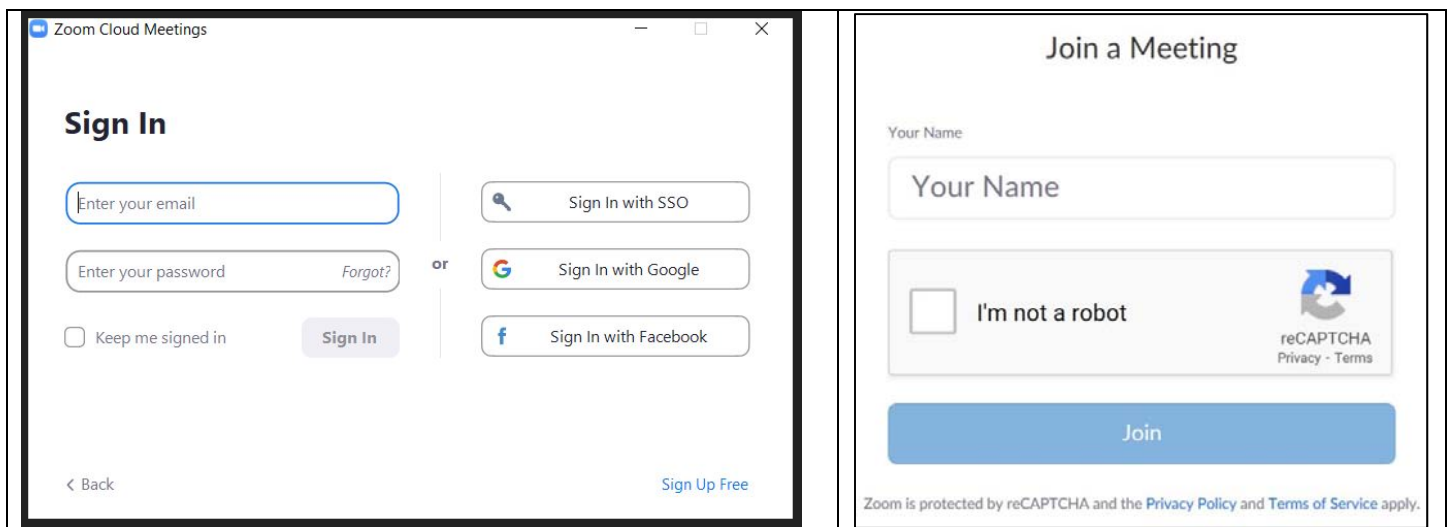 Zoom Cloud Meetings
Sign In
Enter your email
Enter your password Forgot?
Keep me signed in Sign In
or
Sign In with SSO
Sign In with Google
Sign In with Facebook
< Back
Sign Up Free
Join a Meeting
Your Name
Your Name
I'm not a robot
reCAPTCHA
Privacy - Terms
Join
Zoom is protected by reCAPTCHA and the Privacy Policy and Terms of Service apply.